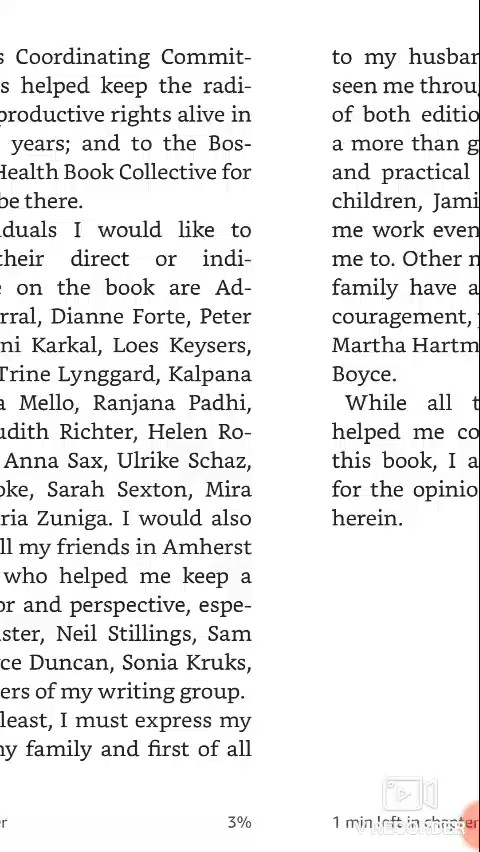 s Coordinating Commit-
s helped keep the radi-
productive rights alive in
years; and to the Bos-
Health Book Collective for
be there.
iduals I would like to
their direct or indi-
e on the book are Ad-
rral, Dianne Forte, Peter
ni Karkal, Loes Keysers,
Trine Lynggard, Kalpana
a Mello, Ranjana Padhi,
udith Richter, Helen Ro-
Anna Sax, Ulrike Schaz,
oke, Sarah Sexton, Mira
ria Zuniga. I would also
ll my friends in Amherst
who helped me keep a
or and perspective, espe-
ster, Neil Stillings, Sam
ce Duncan, Sonia Kruks,
ers of my writing group.
least, I must express my
ny family and first of all
er 3%
to my husbar
seen me throu
of both editio
a more than g
and practical
children, Jami
me work even
me to. Other n
family have a
couragement,
Martha Hartm
Boyce.
While all t
helped me co
this book, I a
for the opinio
herein.
1 min left in chapter
V RECORDER